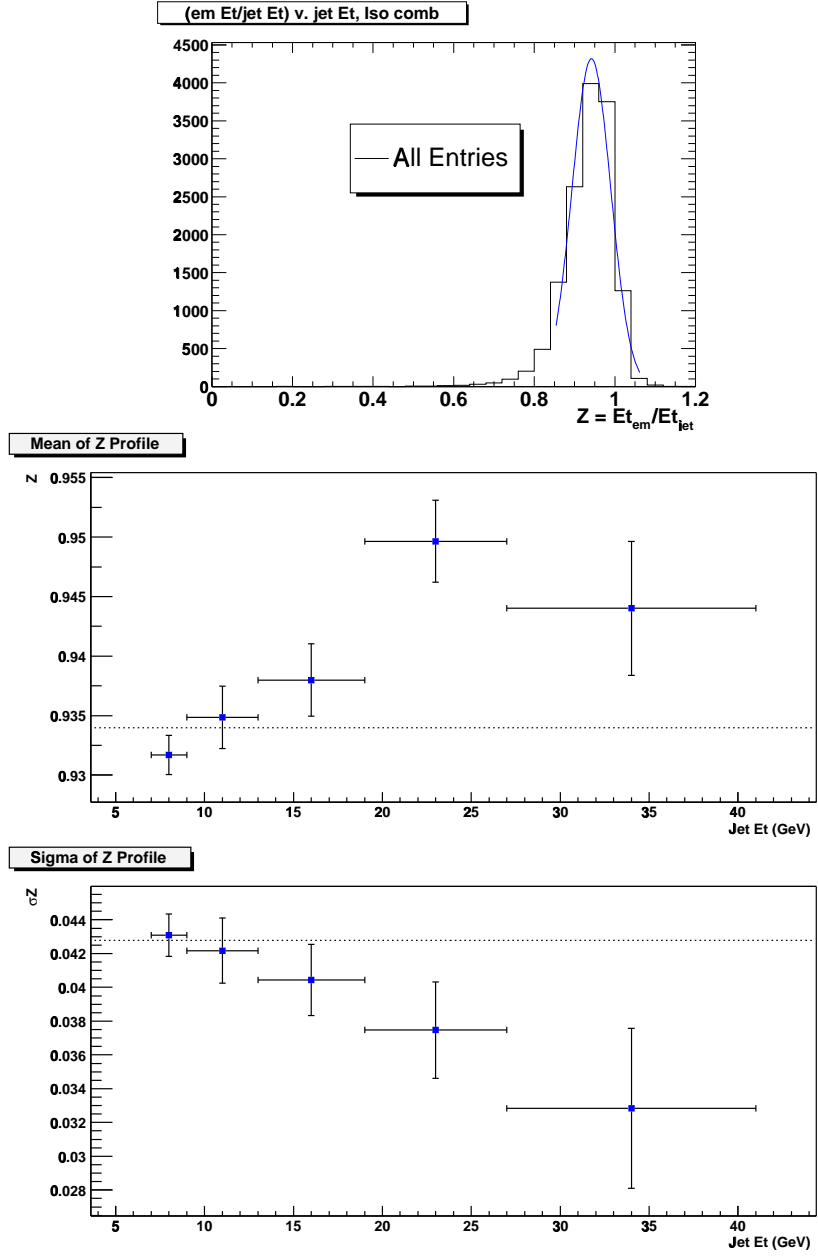 (em Et/jet Et) v. jet Et, Iso comb
4500
4000
3500
3000
2500
2000
1500
1000
500
0
All Entries
0 0.2 0.4 0.6 0.8 1 1.2
Z = Et_em/Et_jet
Mean of Z Profile
Z
0.955
0.95
0.945
0.94
0.935
0.93
5 10 15 20 25 30 35 40
Jet Et (GeV)
Sigma of Z Profile
σZ
0.044
0.042
0.04
0.038
0.036
0.034
0.032
0.03
0.028
5 10 15 20 25 30 35 40
Jet Et (GeV)